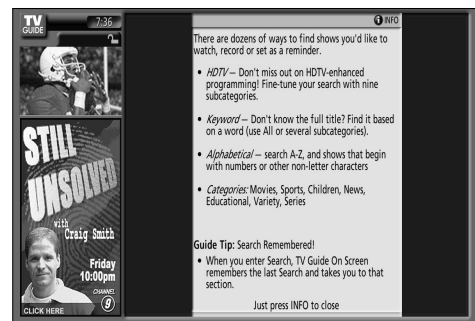 TV
GUIDE
7:36
i INFO
There are dozens of ways to find shows you'd like to
watch, record or set as a reminder.
• HDTV — Don't miss out on HDTV-enhanced
programming! Fine-tune your search with nine
subcategories.
• Keyword — Don't know the full title? Find it based
on a word (use All or several subcategories).
• Alphabetical — search A-Z, and shows that begin
with numbers or other non-letter characters
• Categories: Movies, Sports, Children, News,
Educational, Variety, Series
Guide Tip: Search Remembered!
• When you enter Search, TV Guide On Screen
remembers the last Search and takes you to that
section.
Just press INFO to close
STILL
UNSOLVED
with
Craig Smith
Friday
10:00pm
CHANNEL
9
CLICK HERE